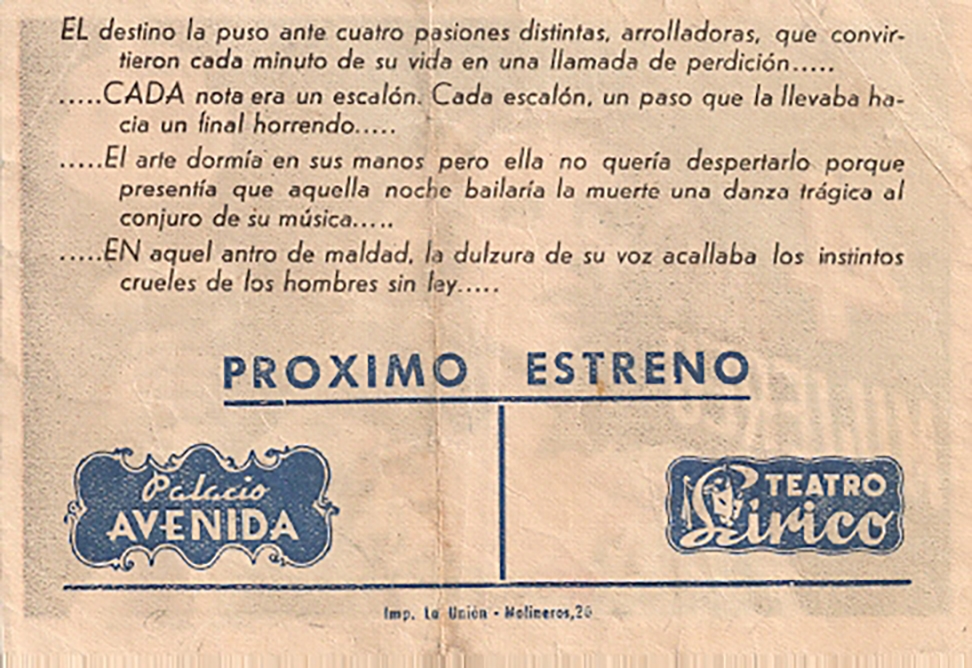 EL destino la puso ante cuatro pasiones distintas, arrolladoras, que convir-
tieron cada minuto de su vida en una llamada de perdición.....
.....CADA nota era un escalón. Cada escalón, un paso que la llevaba ha-
cia un final horrendo.....
.....El arte dormía en sus manos pero ella no quería despertarlo porque
presentía que aquella noche bailaría la muerte una danza trágica al
conjuro de su música.....
.....EN aquel antro de maldad, la dulzura de su voz acallaba los instintos
crueles de los hombres sin ley.....
PROXIMO ESTRENO
Palacio
AVENIDA
TEATRO
Lírico
Imp. La Unión - Molineros, 20